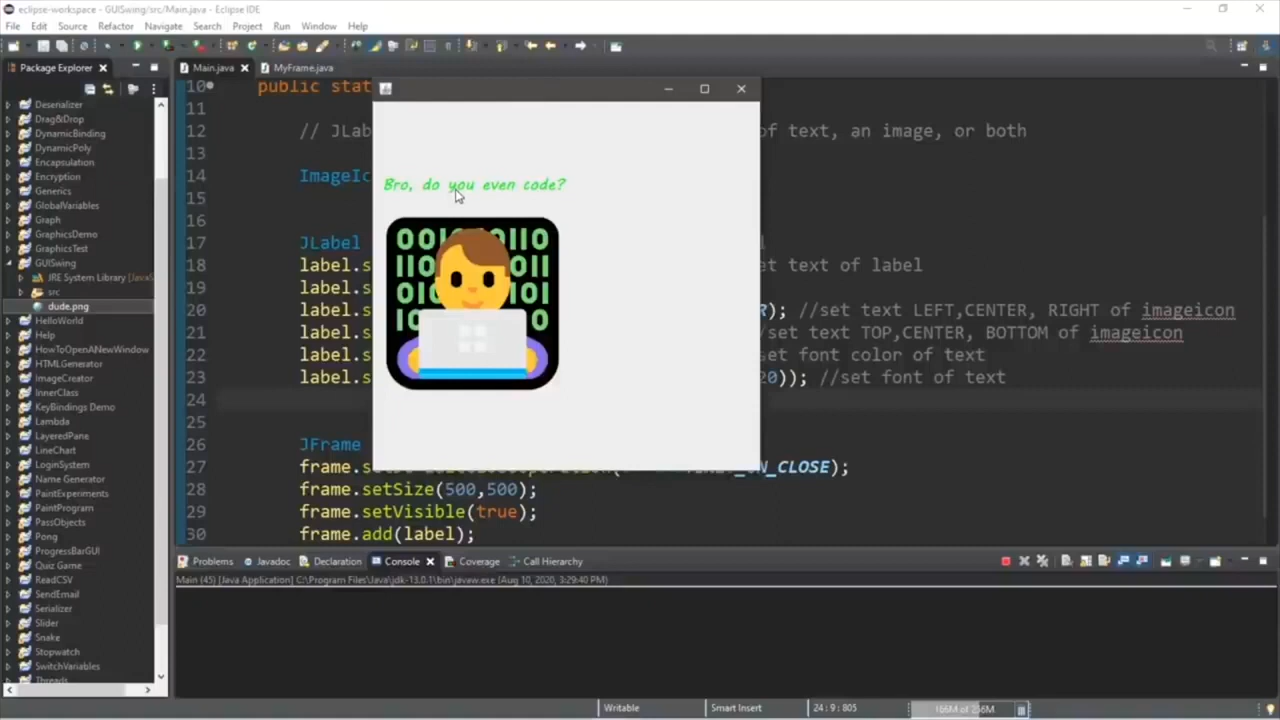 eclipse-workspace - GUISwing/src/Main.java - Eclipse IDE
File Edit Source Refactor Navigate Search Project Run Window Help
Package Explorer
Main.java
MyFrame.java
Deserializer
Drag&Drop
DynamicBinding
DynamicPoly
Encapsulation
Encryption
Generics
GlobalVariables
Graph
GraphicsDemo
GraphicsTest
GUISwing
JRE System Library [JavaS
src
dude.png
HelloWorld
Help
HowToOpenANewWindow
HTMLGenerator
ImageCreator
InnerClass
KeyBindings Demo
Lambda
LayeredPane
LineChart
LoginSystem
Name Generator
PaintExperiments
PaintProgram
PassObjects
Pong
ProgressBarGUI
Quiz Game
ReadCSV
SendEmail
Serializer
Slider
Snake
Stopwatch
SwitchVariables
Threads
10 public stat
11
12 // JLa of text, an image, or both
13
14 ImageIc
15
16
17 JLabel l
18 label.s et text of label
19 label.s
20 label.s R); //set text LEFT,CENTER, RIGHT of imageicon
21 label.s /set text TOP,CENTER, BOTTOM of imageicon
22 label.s et font color of text
23 label.s 20)); //set font of text
24
25
26 JFrame
27 frame.s _ON_CLOSE);
28 frame.setSize(500,500);
29 frame.setVisible(true);
30 frame.add(label);
Bro, do you even code?
Problems Javadoc Declaration Console Coverage Call Hierarchy
Main (45) [Java Application] C:\Program Files\Java\jdk-13.0.1\bin\javaw.exe (Aug 10, 2020, 3:29:40 PM)
Writable Smart Insert 24 : 9 : 805 166M of 256M